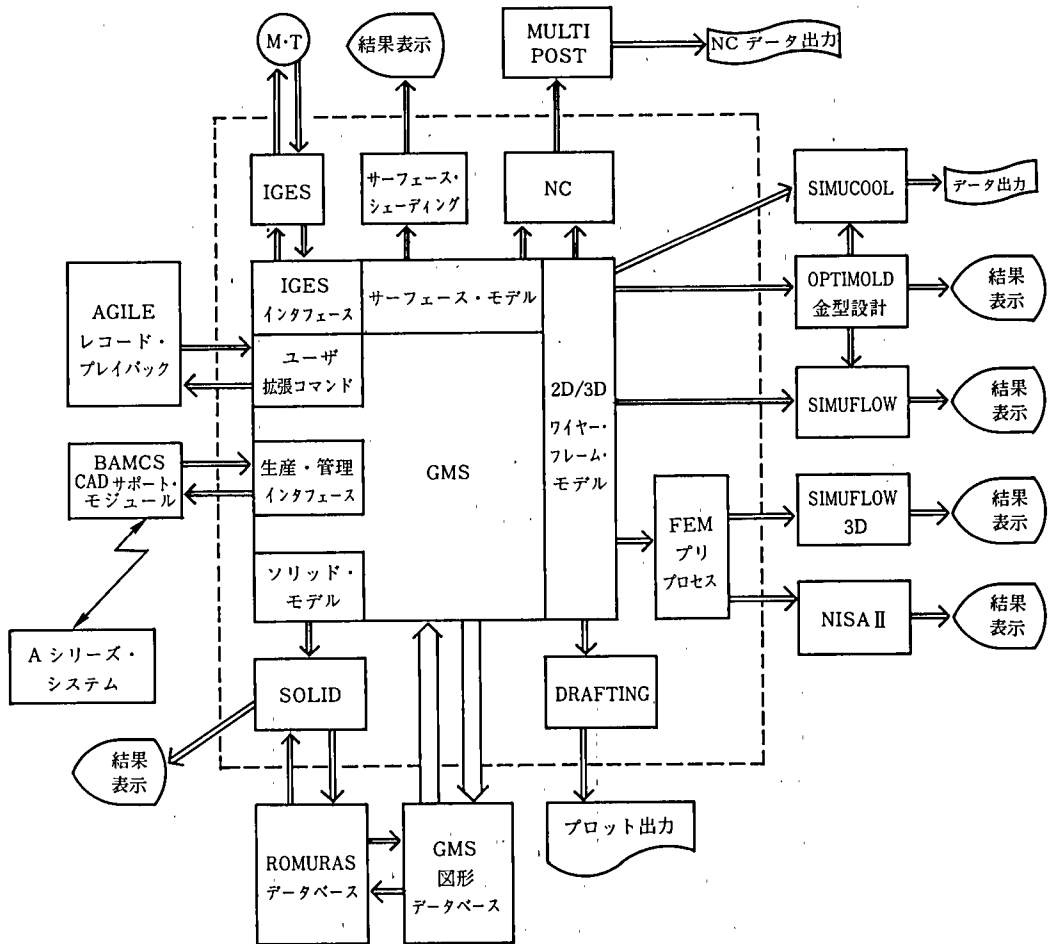 M・T
結果表示
MULTI
POST
NC データ出力
IGES
サーフェース・
シェーディング
NC
SIMUCOOL
データ出力
AGILE
レコード・
プレイバック
IGES
インタフェース
サーフェース・モデル
OPTIMOLD
金型設計
結果
表示
ユーザ
拡張コマンド
2D/3D
ワイヤー・
フレーム・
モデル
SIMUFLOW
結果
表示
BAMCS
CADサポート・
モジュール
生産・管理
インタフェース
GMS
FEM
プリ
プロセス
SIMUFLOW
3D
結果
表示
ソリッド・
モデル
NISA II
結果
表示
Aシリーズ・
システム
SOLID
DRAFTING
結果
表示
ROMURAS
データベース
GMS
図形
データベース
プロット出力